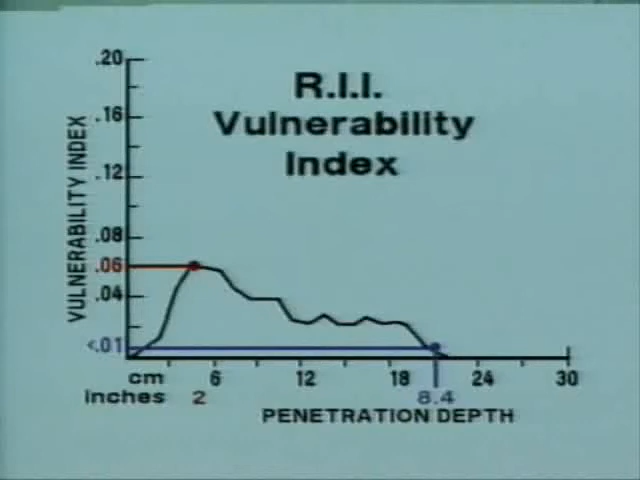 R.I.I.
Vulnerability
Index
VULNERABILITY INDEX
.20
.16
.12
.08
.06
.04
<.01
cm 6 12 18 24 30
inches 2 8.4
PENETRATION DEPTH